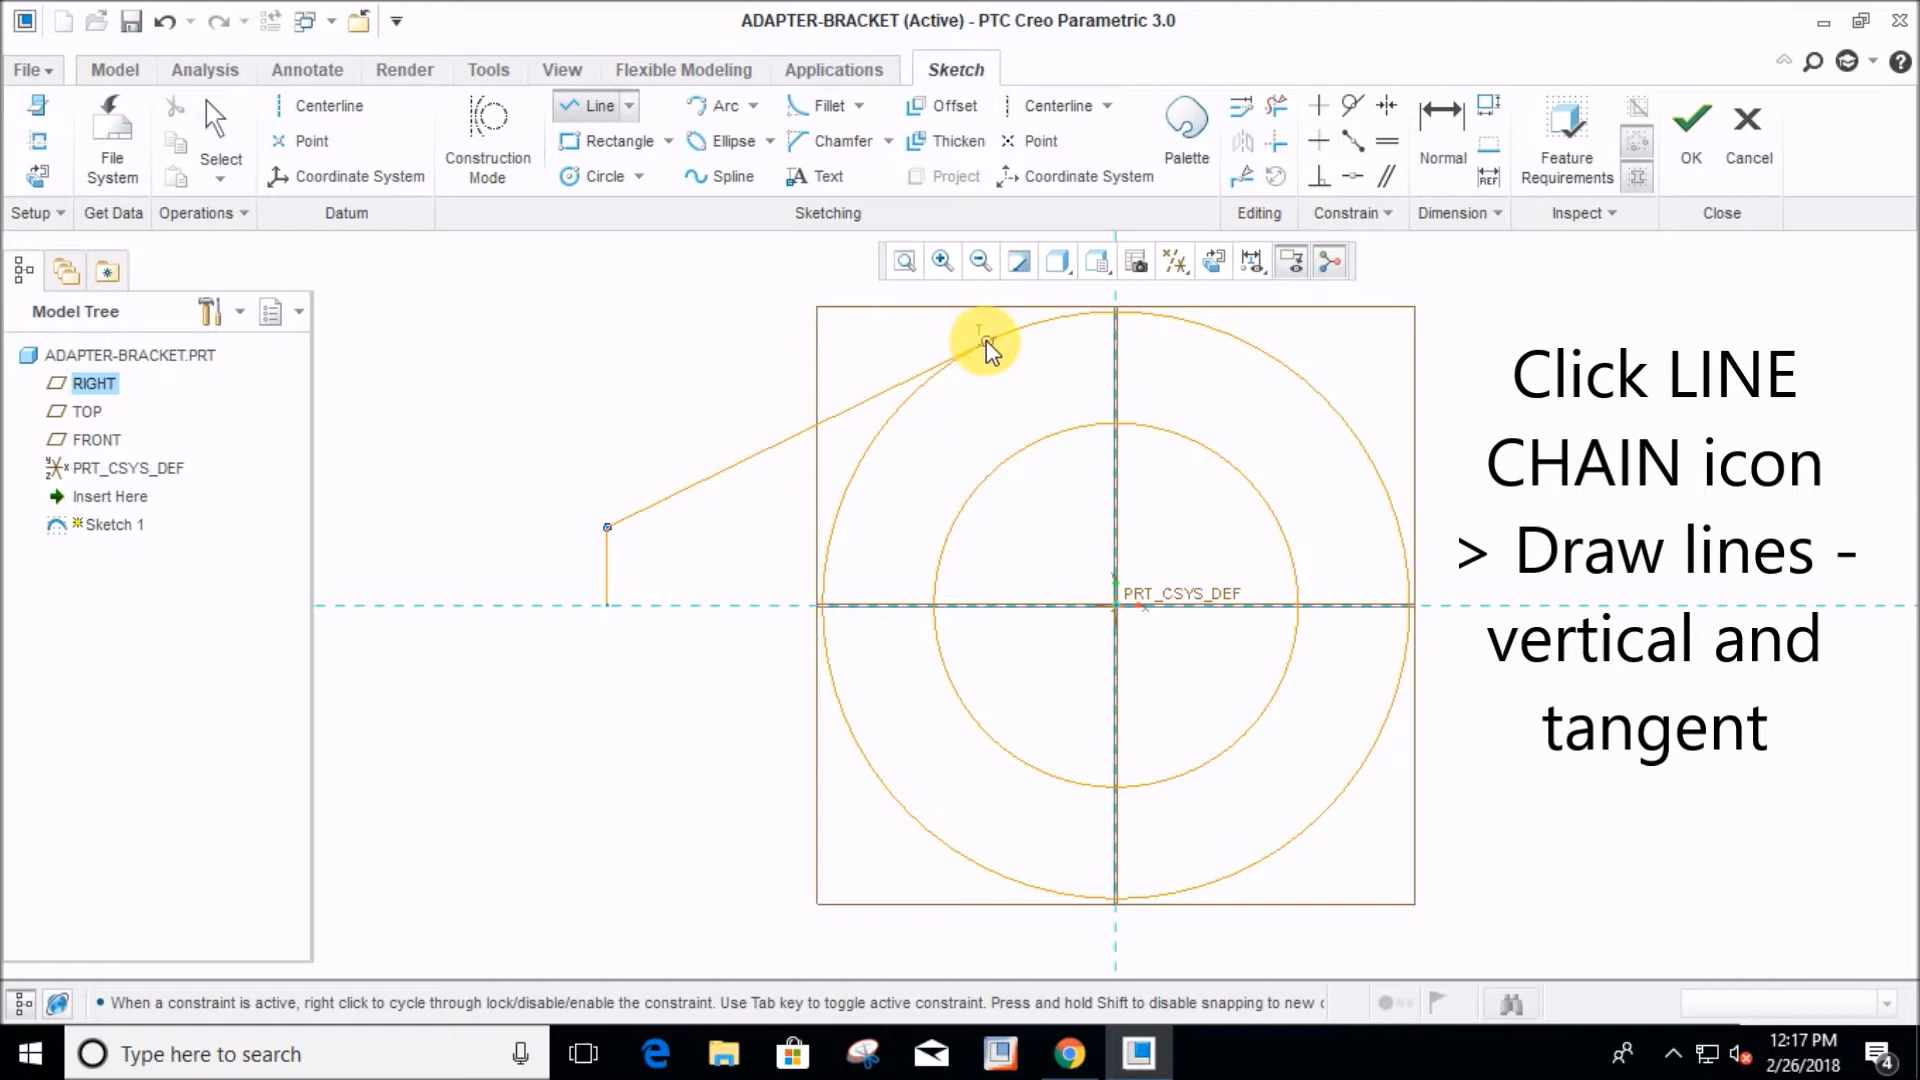 ADAPTER-BRACKET (Active) - PTC Creo Parametric 3.0
File Model Analysis Annotate Render Tools View Flexible Modeling Applications Sketch
File System
Select
Centerline
Point
Coordinate System
Construction Mode
Line Arc Fillet Offset Centerline
Rectangle Ellipse Chamfer Thicken Point
Circle Spline Text Project Coordinate System
Palette
Normal
REF
Feature Requirements
OK
Cancel
Setup Get Data Operations Datum Sketching Editing Constrain Dimension Inspect Close
Model Tree
ADAPTER-BRACKET.PRT
RIGHT
TOP
FRONT
PRT_CSYS_DEF
Insert Here
Sketch 1
T
PRT_CSYS_DEF
X
Click LINE
CHAIN icon
> Draw lines -
vertical and
tangent
When a constraint is active, right click to cycle through lock/disable/enable the constraint. Use Tab key to toggle active constraint. Press and hold Shift to disable snapping to new
Type here to search
12:17 PM
2/26/2018
4